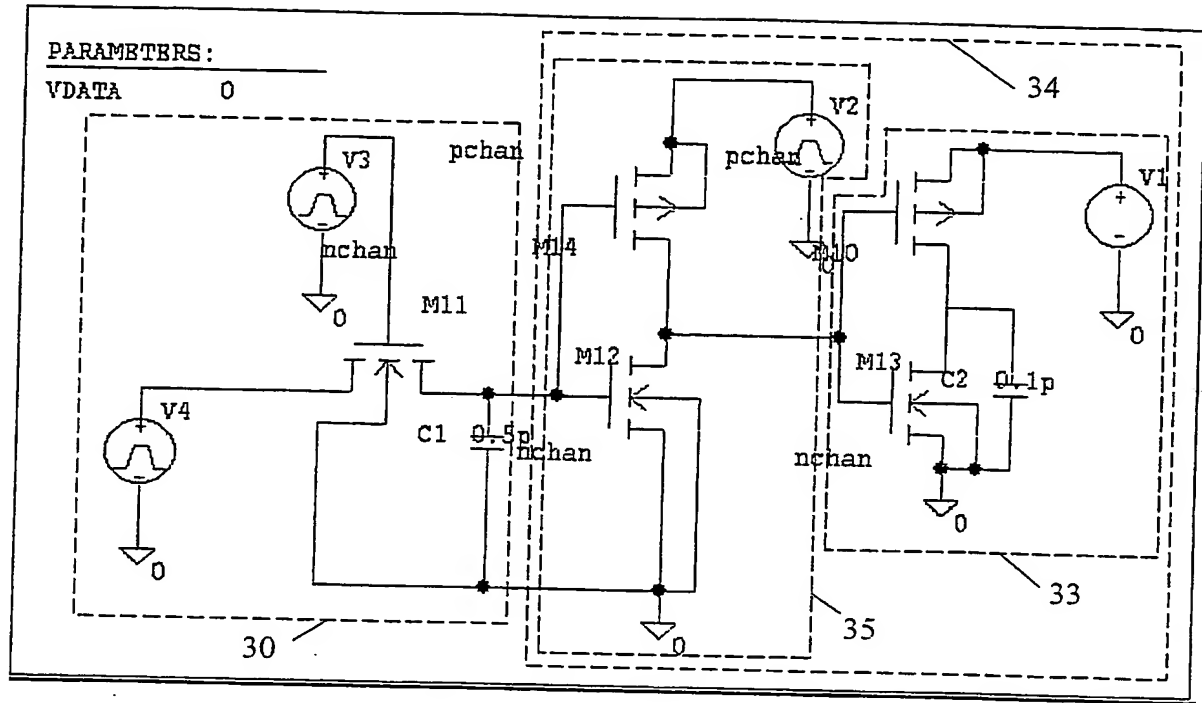 PARAMETERS:
VDATA 0
34
V2
pchan
V3
pchan
V1
nchan
M14
M10
0
0
M11
0
M12
M13
C2 0.1p
V4
C1 0.5p
nchan
nchan
0
0
0
33
35
30